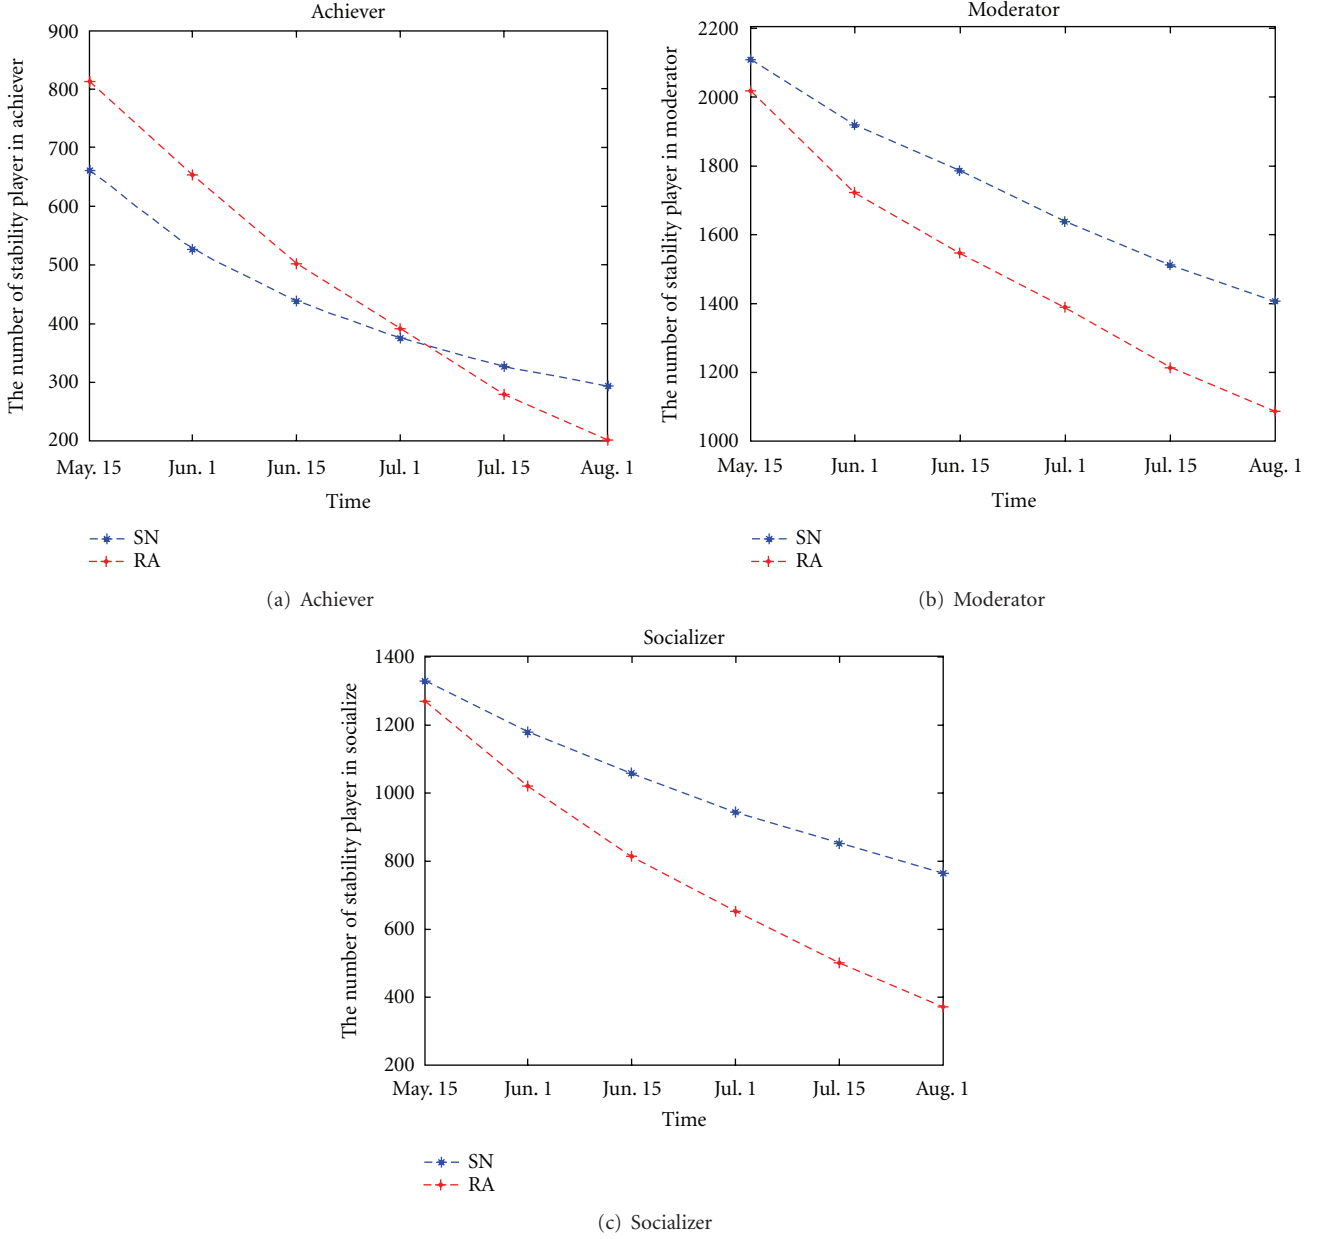 Achiever
900
800
700
600
500
400
300
200
The number of stability player in achiever
May. 15 Jun. 1 Jun. 15 Jul. 1 Jul. 15 Aug. 1
Time
SN
RA
(a) Achiever
Moderator
2200
2000
1800
1600
1400
1200
1000
The number of stability player in moderator
May. 15 Jun. 1 Jun. 15 Jul. 1 Jul. 15 Aug. 1
Time
SN
RA
(b) Moderator
Socializer
1400
1200
1000
800
600
400
200
The number of stability player in socialize
May. 15 Jun. 1 Jun. 15 Jul. 1 Jul. 15 Aug. 1
Time
SN
RA
(c) Socializer